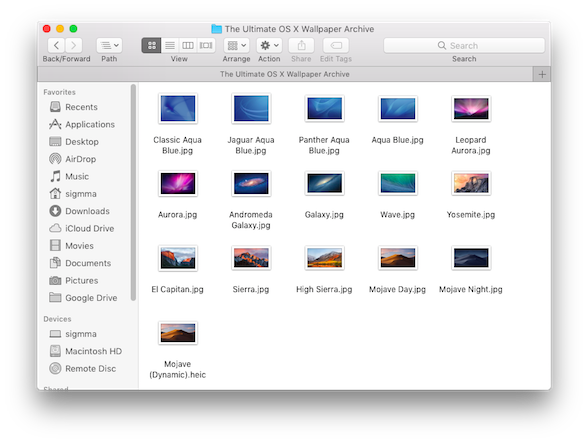 The Ultimate OS X Wallpaper Archive
Search
Back/Forward
Path
View
Arrange
Action
Share
Edit Tags
Search
The Ultimate OS X Wallpaper Archive
Favorites
Recents
Applications
Desktop
AirDrop
Music
sigmma
Downloads
iCloud Drive
Movies
Documents
Pictures
Google Drive
Devices
sigmma
Macintosh HD
Remote Disc
Shared
Classic Aqua
Blue.jpg
Jaguar Aqua
Blue.jpg
Panther Aqua
Blue.jpg
Aqua Blue.jpg
Leopard
Aurora.jpg
Aurora.jpg
Andromeda
Galaxy.jpg
Galaxy.jpg
Wave.jpg
Yosemite.jpg
El Capitan.jpg
Sierra.jpg
High Sierra.jpg
Mojave Day.jpg
Mojave Night.jpg
Mojave
(Dynamic).heic